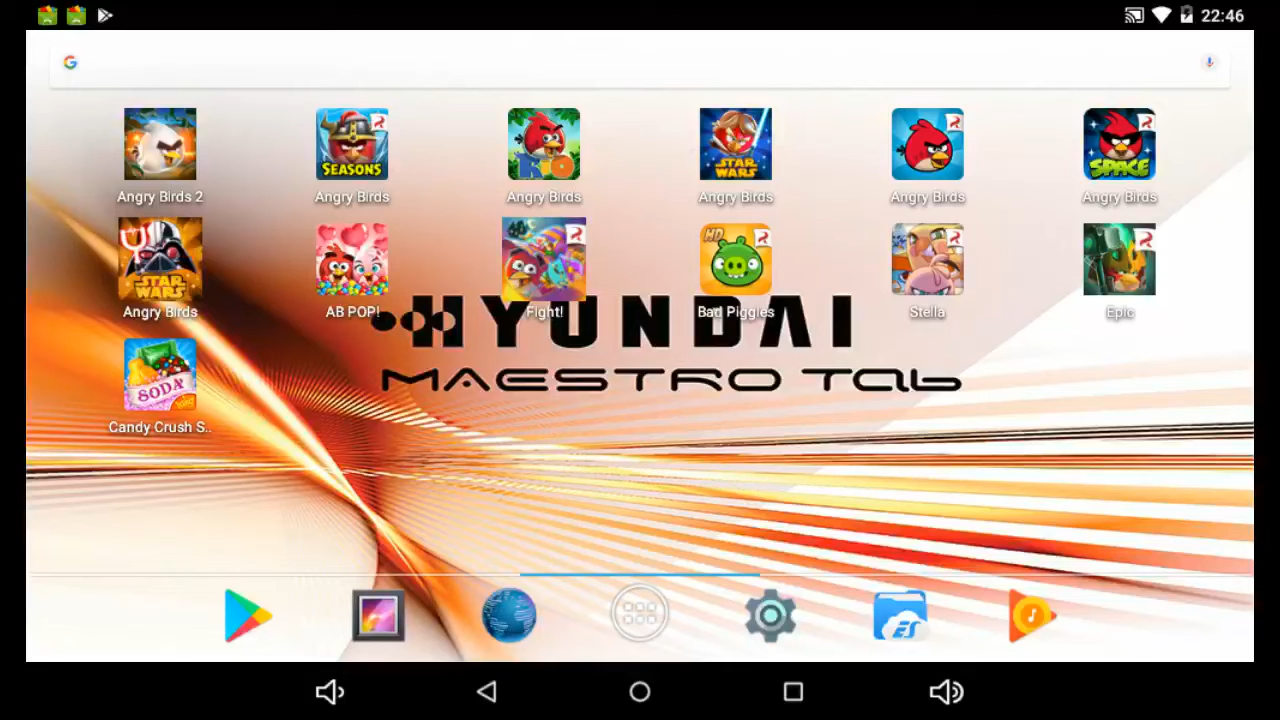 22:46
SEASONS
RIO
STAR WARS
SPACE
Angry Birds 2
Angry Birds
Angry Birds
Angry Birds
Angry Birds
Angry Birds
STAR WARS
HD
Angry Birds
AB POP!
Fight!
Bad Piggies
Stella
Epic
HYUNDAI
MAESTRO Tab
SODA
King
Candy Crush S..
ES